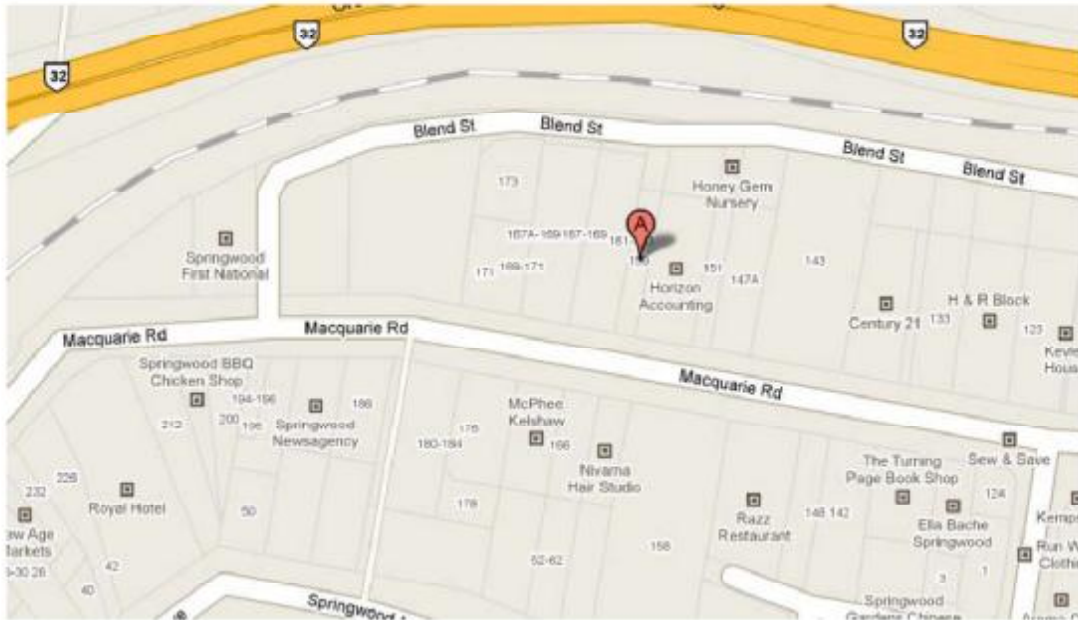 32
32
32
Blend St
Blend St
Blend St
Blend St
Honey Gem
Nursery
173
A
167A-169
167-169
Springwood
First National
171
169-171
151
147A
143
Horizon
Accounting
H & R Block
Century 21
133
123
Macquarie Rd
Macquarie Rd
Macquarie Rd
Springwood BBQ
Chicken Shop
194-196
186
212
200
196
Springwood
Newsagency
McPhee
Kelshaw
175
180-184
166
Nivarna
Hair Studio
Sew & Save
The Turning
Page Book Shop
226
232
Royal Hotel
50
178
Razz
Restaurant
148 142
124
Ella Bache
Springwood
42
40
52-62
158
3
1
Springwood
Springwood
Gardens Chinese